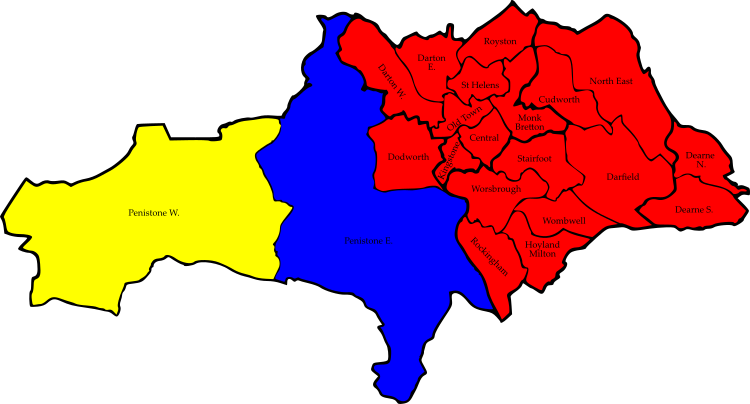 Royston
Darton
E.
Darton W.
St Helens
North East
Cudworth
Old Town
Monk
Bretton
Central
Kingstone
Dodworth
Stairfoot
Dearne
N.
Darfield
Worsbrough
Penistone W.
Dearne S.
Wombwell
Penistone E.
Rockingham
Hoyland
Milton